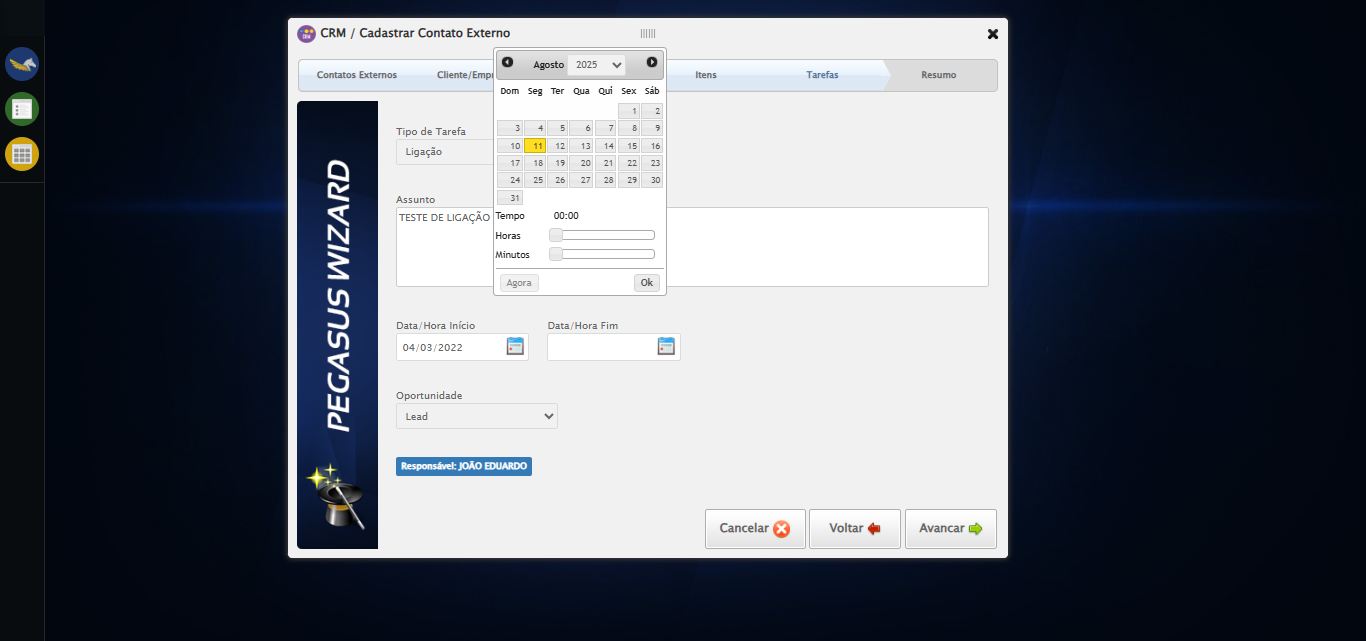 CRM / Cadastrar Contato Externo
Contatos Externos
Cliente/Emp
Itens
Tarefas
Resumo
Agosto 2025
Dom Seg Ter Qua Qui Sex Sáb
1 2
3 4 5 6 7 8 9
10 11 12 13 14 15 16
17 18 19 20 21 22 23
24 25 26 27 28 29 30
31
Tempo 00:00
Horas
Minutos
Agora Ok
PEGASUS WIZARD
Tipo de Tarefa
Ligação
Assunto
TESTE DE LIGAÇÃO
Data/Hora Início
04/03/2022
Data/Hora Fim
Oportunidade
Lead
Responsável: JOÃO EDUARDO
Cancelar
Voltar
Avancar